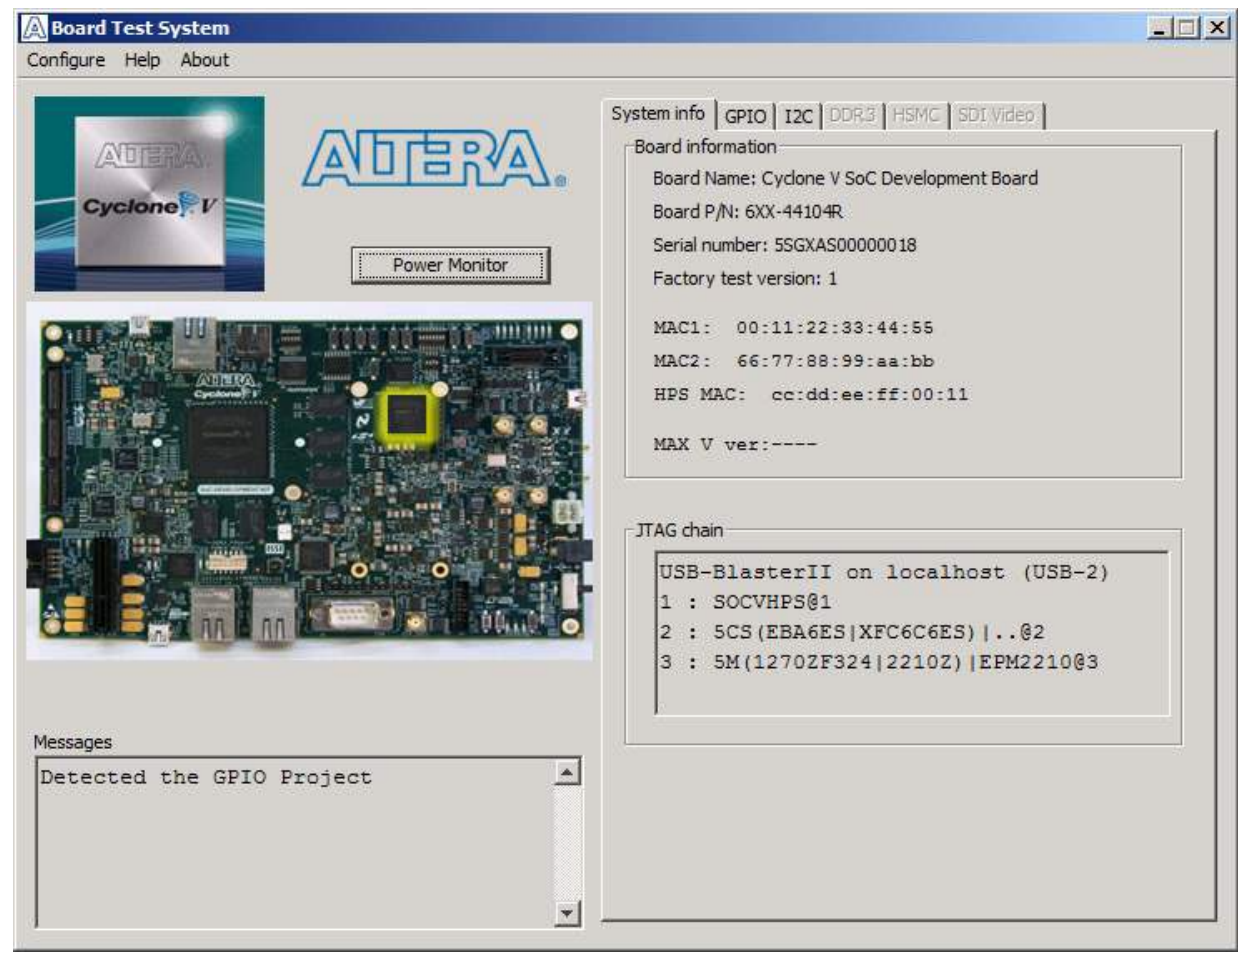 Board Test System
Configure Help About
ALTERA
Cyclone V
ALTERA®
Power Monitor
ALTERA
Cyclone V
System info GPIO I2C DDR3 HSMC SDI Video
Board information
Board Name: Cyclone V SoC Development Board
Board P/N: 6XX-44104R
Serial number: 5SGXAS00000018
Factory test version: 1
MAC1: 00:11:22:33:44:55
MAC2: 66:77:88:99:aa:bb
HPS MAC: cc:dd:ee:ff:00:11
MAX V ver:----
JTAG chain
USB-BlasterII on localhost (USB-2)
1 : SOCVHPS@1
2 : 5CS(EBA6ES|XFC6C6ES)|..@2
3 : 5M(1270ZF324|2210Z)|EPM2210@3
Messages
Detected the GPIO Project